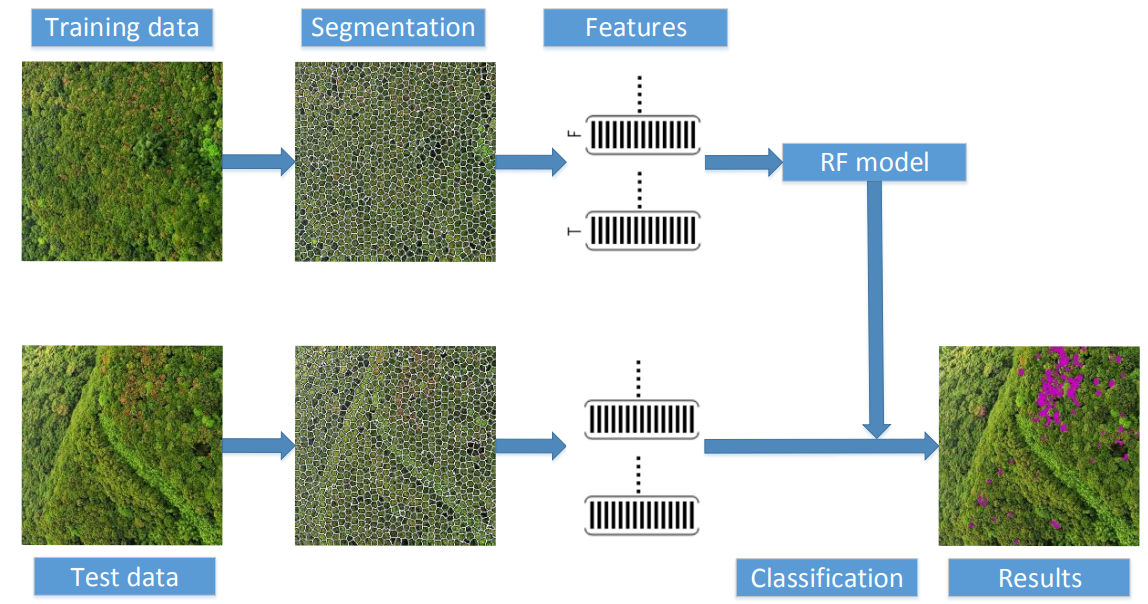 Training data
Segmentation
Features
F
T
RF model
Test data
Classification
Results